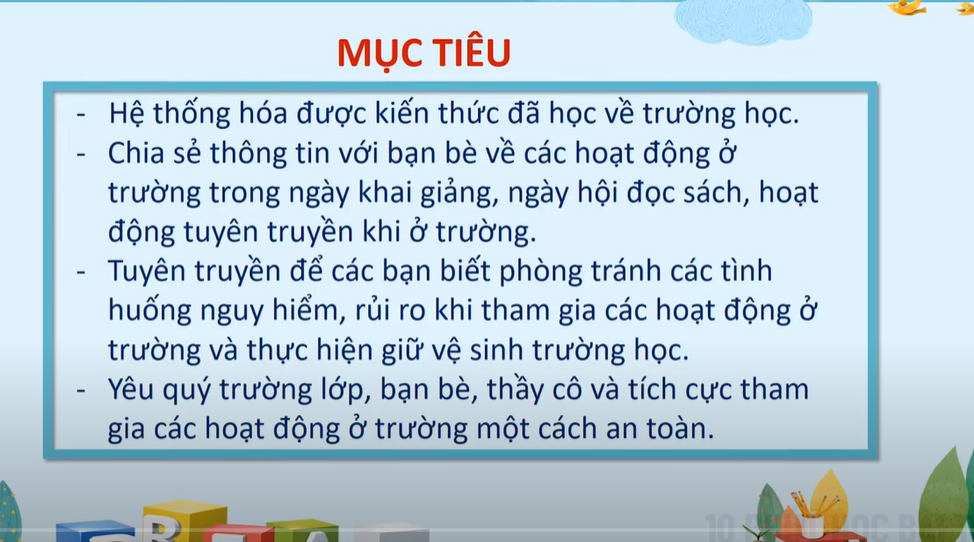 MỤC TIÊU
- Hệ thống hóa được kiến thức đã học về trường học.
- Chia sẻ thông tin với bạn bè về các hoạt động ở
trường trong ngày khai giảng, ngày hội đọc sách, hoạt
động tuyên truyền khi ở trường.
- Tuyên truyền để các bạn biết phòng tránh các tình
huống nguy hiểm, rủi ro khi tham gia các hoạt động ở
trường và thực hiện giữ vệ sinh trường học.
- Yêu quý trường lớp, bạn bè, thầy cô và tích cực tham
gia các hoạt động ở trường một cách an toàn.